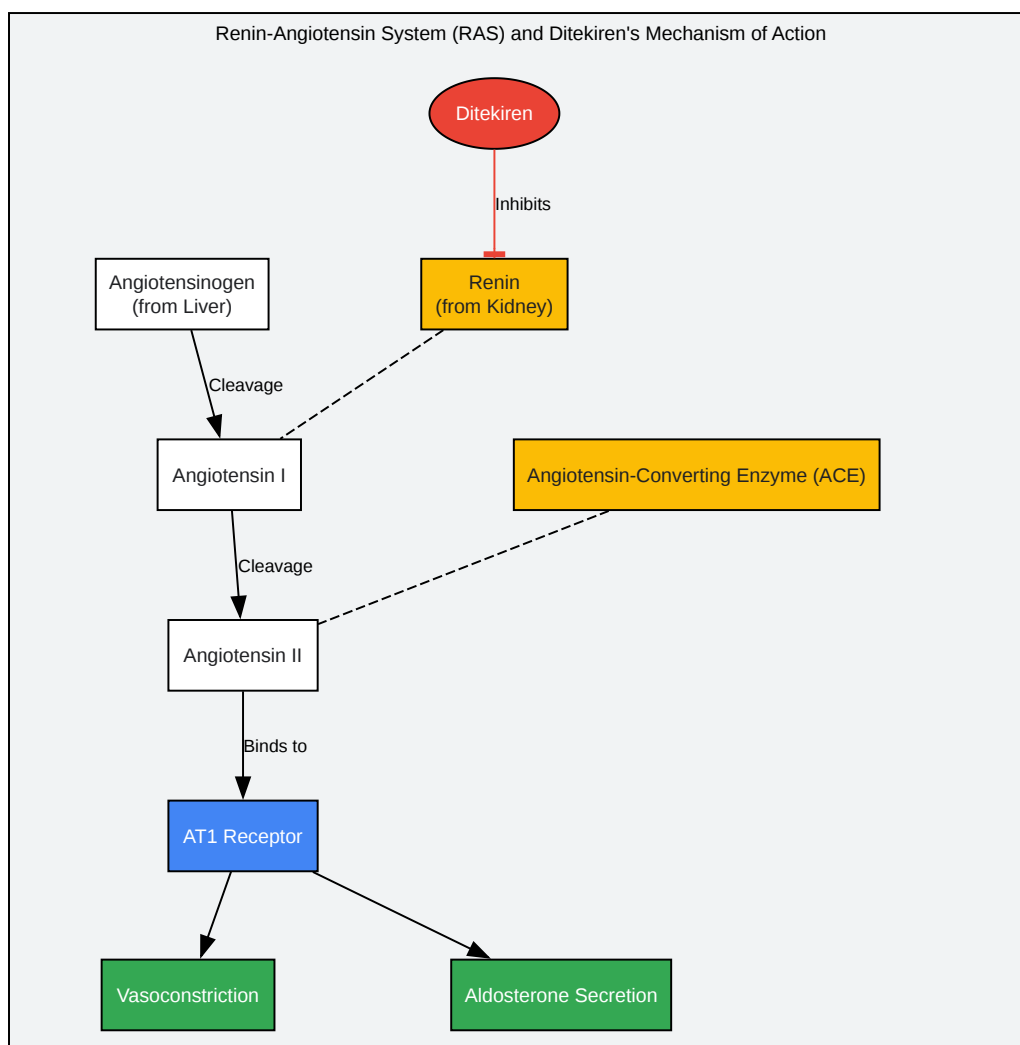 Renin-Angiotensin System (RAS) and Ditekiren's Mechanism of Action
Ditekiren
Inhibits
Angiotensinogen
(from Liver)
Renin
(from Kidney)
Cleavage
Angiotensin I
Angiotensin-Converting Enzyme (ACE)
Cleavage
Angiotensin II
Binds to
AT1 Receptor
Vasoconstriction
Aldosterone Secretion